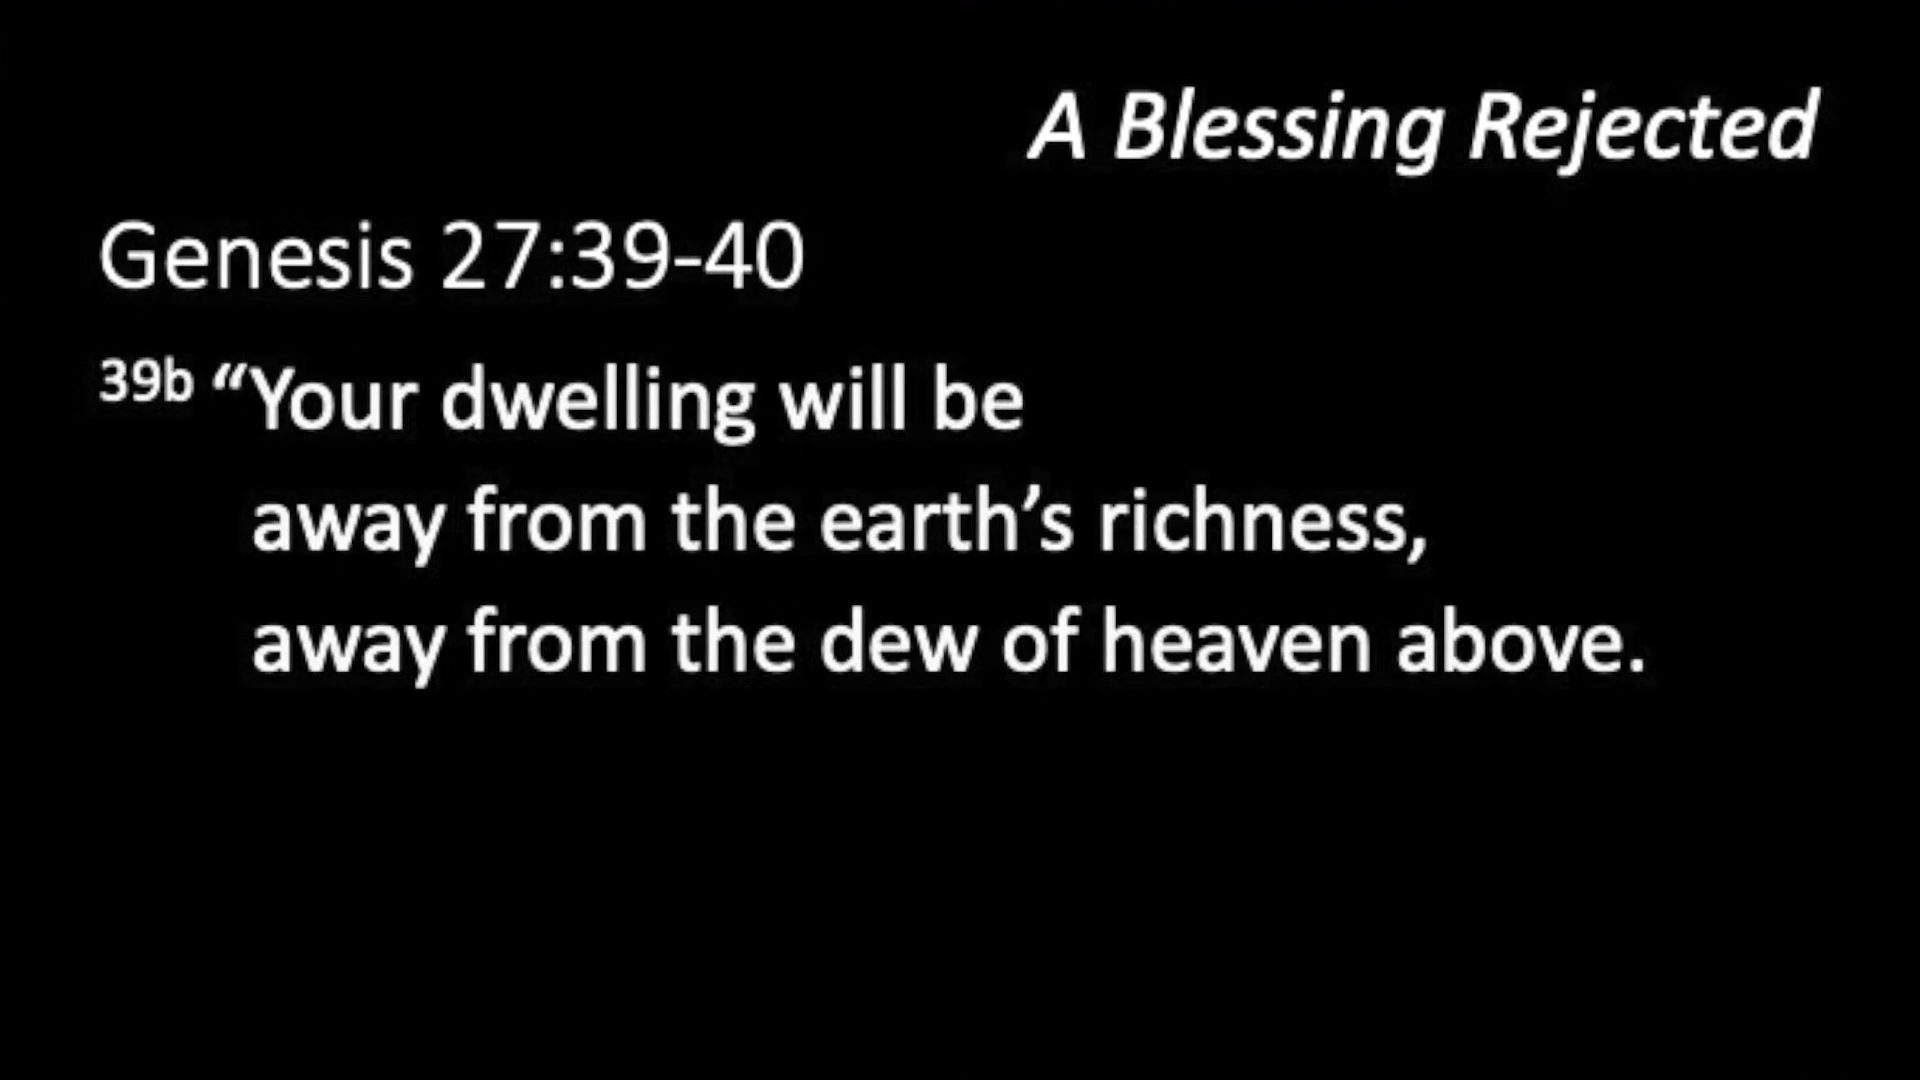 A Blessing Rejected
Genesis 27:39-40
39b “Your dwelling will be
away from the earth’s richness,
away from the dew of heaven above.